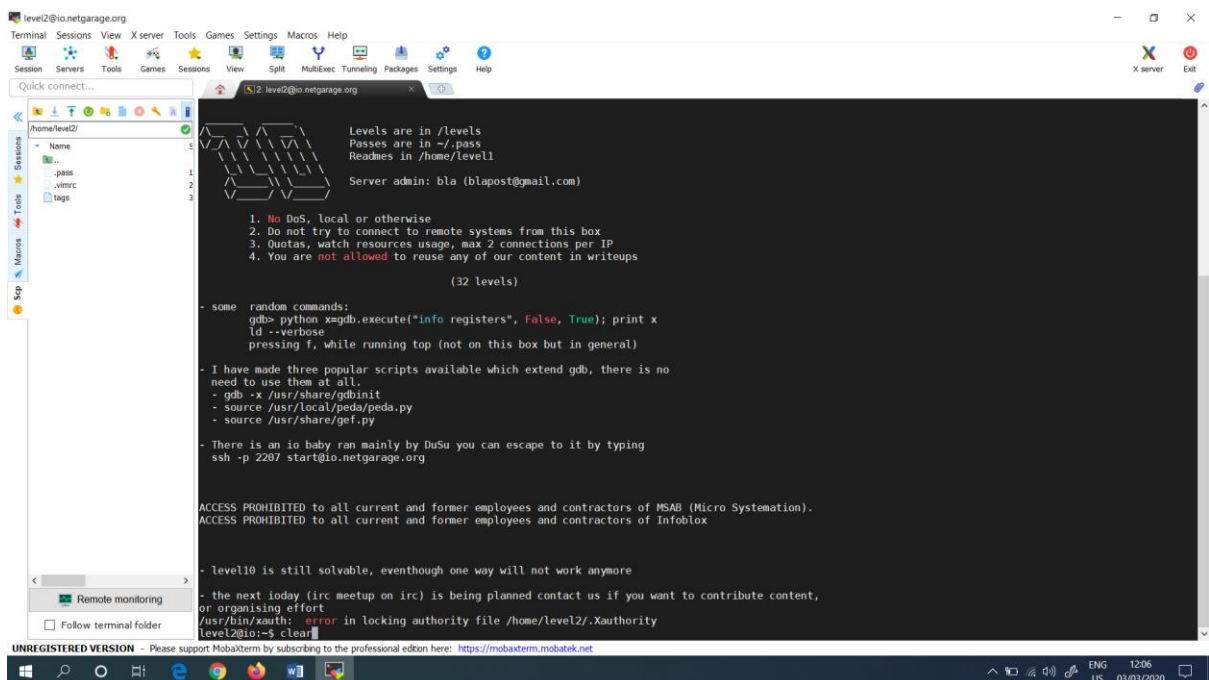 level2@io.netgarage.org
Terminal Sessions View X server Tools Games Settings Macros Help
Session Servers Tools Games Sessions View Split MultiExec Tunneling Packages Settings Help X server Exit
Quick connect...
2. level2@io.netgarage.org
/home/level2/
Name
..
.pass
.vimrc
tags
Sessions
Tools
Macros
Scp
Levels are in /levels
Passes are in ~/.pass
Readmes in /home/level1
Server admin: bla (blapost@gmail.com)
1. No DoS, local or otherwise
2. Do not try to connect to remote systems from this box
3. Quotas, watch resources usage, max 2 connections per IP
4. You are not allowed to reuse any of our content in writeups
(32 levels)
- some random commands:
gdb> python x=gdb.execute("info registers", False, True); print x
ld --verbose
pressing f, while running top (not on this box but in general)
- I have made three popular scripts available which extend gdb, there is no
need to use them at all.
- gdb -x /usr/share/gdbinit
- source /usr/local/peda/peda.py
- source /usr/share/gef.py
- There is an io baby ran mainly by DuSu you can escape to it by typing
ssh -p 2207 start@io.netgarage.org
ACCESS PROHIBITED to all current and former employees and contractors of MSAB (Micro Systemation).
ACCESS PROHIBITED to all current and former employees and contractors of Infoblox
- level10 is still solvable, eventhough one way will not work anymore
- the next ioday (irc meetup on irc) is being planned contact us if you want to contribute content,
or organising effort
/usr/bin/xauth: error in locking authority file /home/level2/.Xauthority
level2@io:~$ clear
Remote monitoring
Follow terminal folder
UNREGISTERED VERSION - Please support MobaXterm by subscribing to the professional edition here: https://mobaxterm.mobatek.net
ENG 12:06
US 03/03/2020